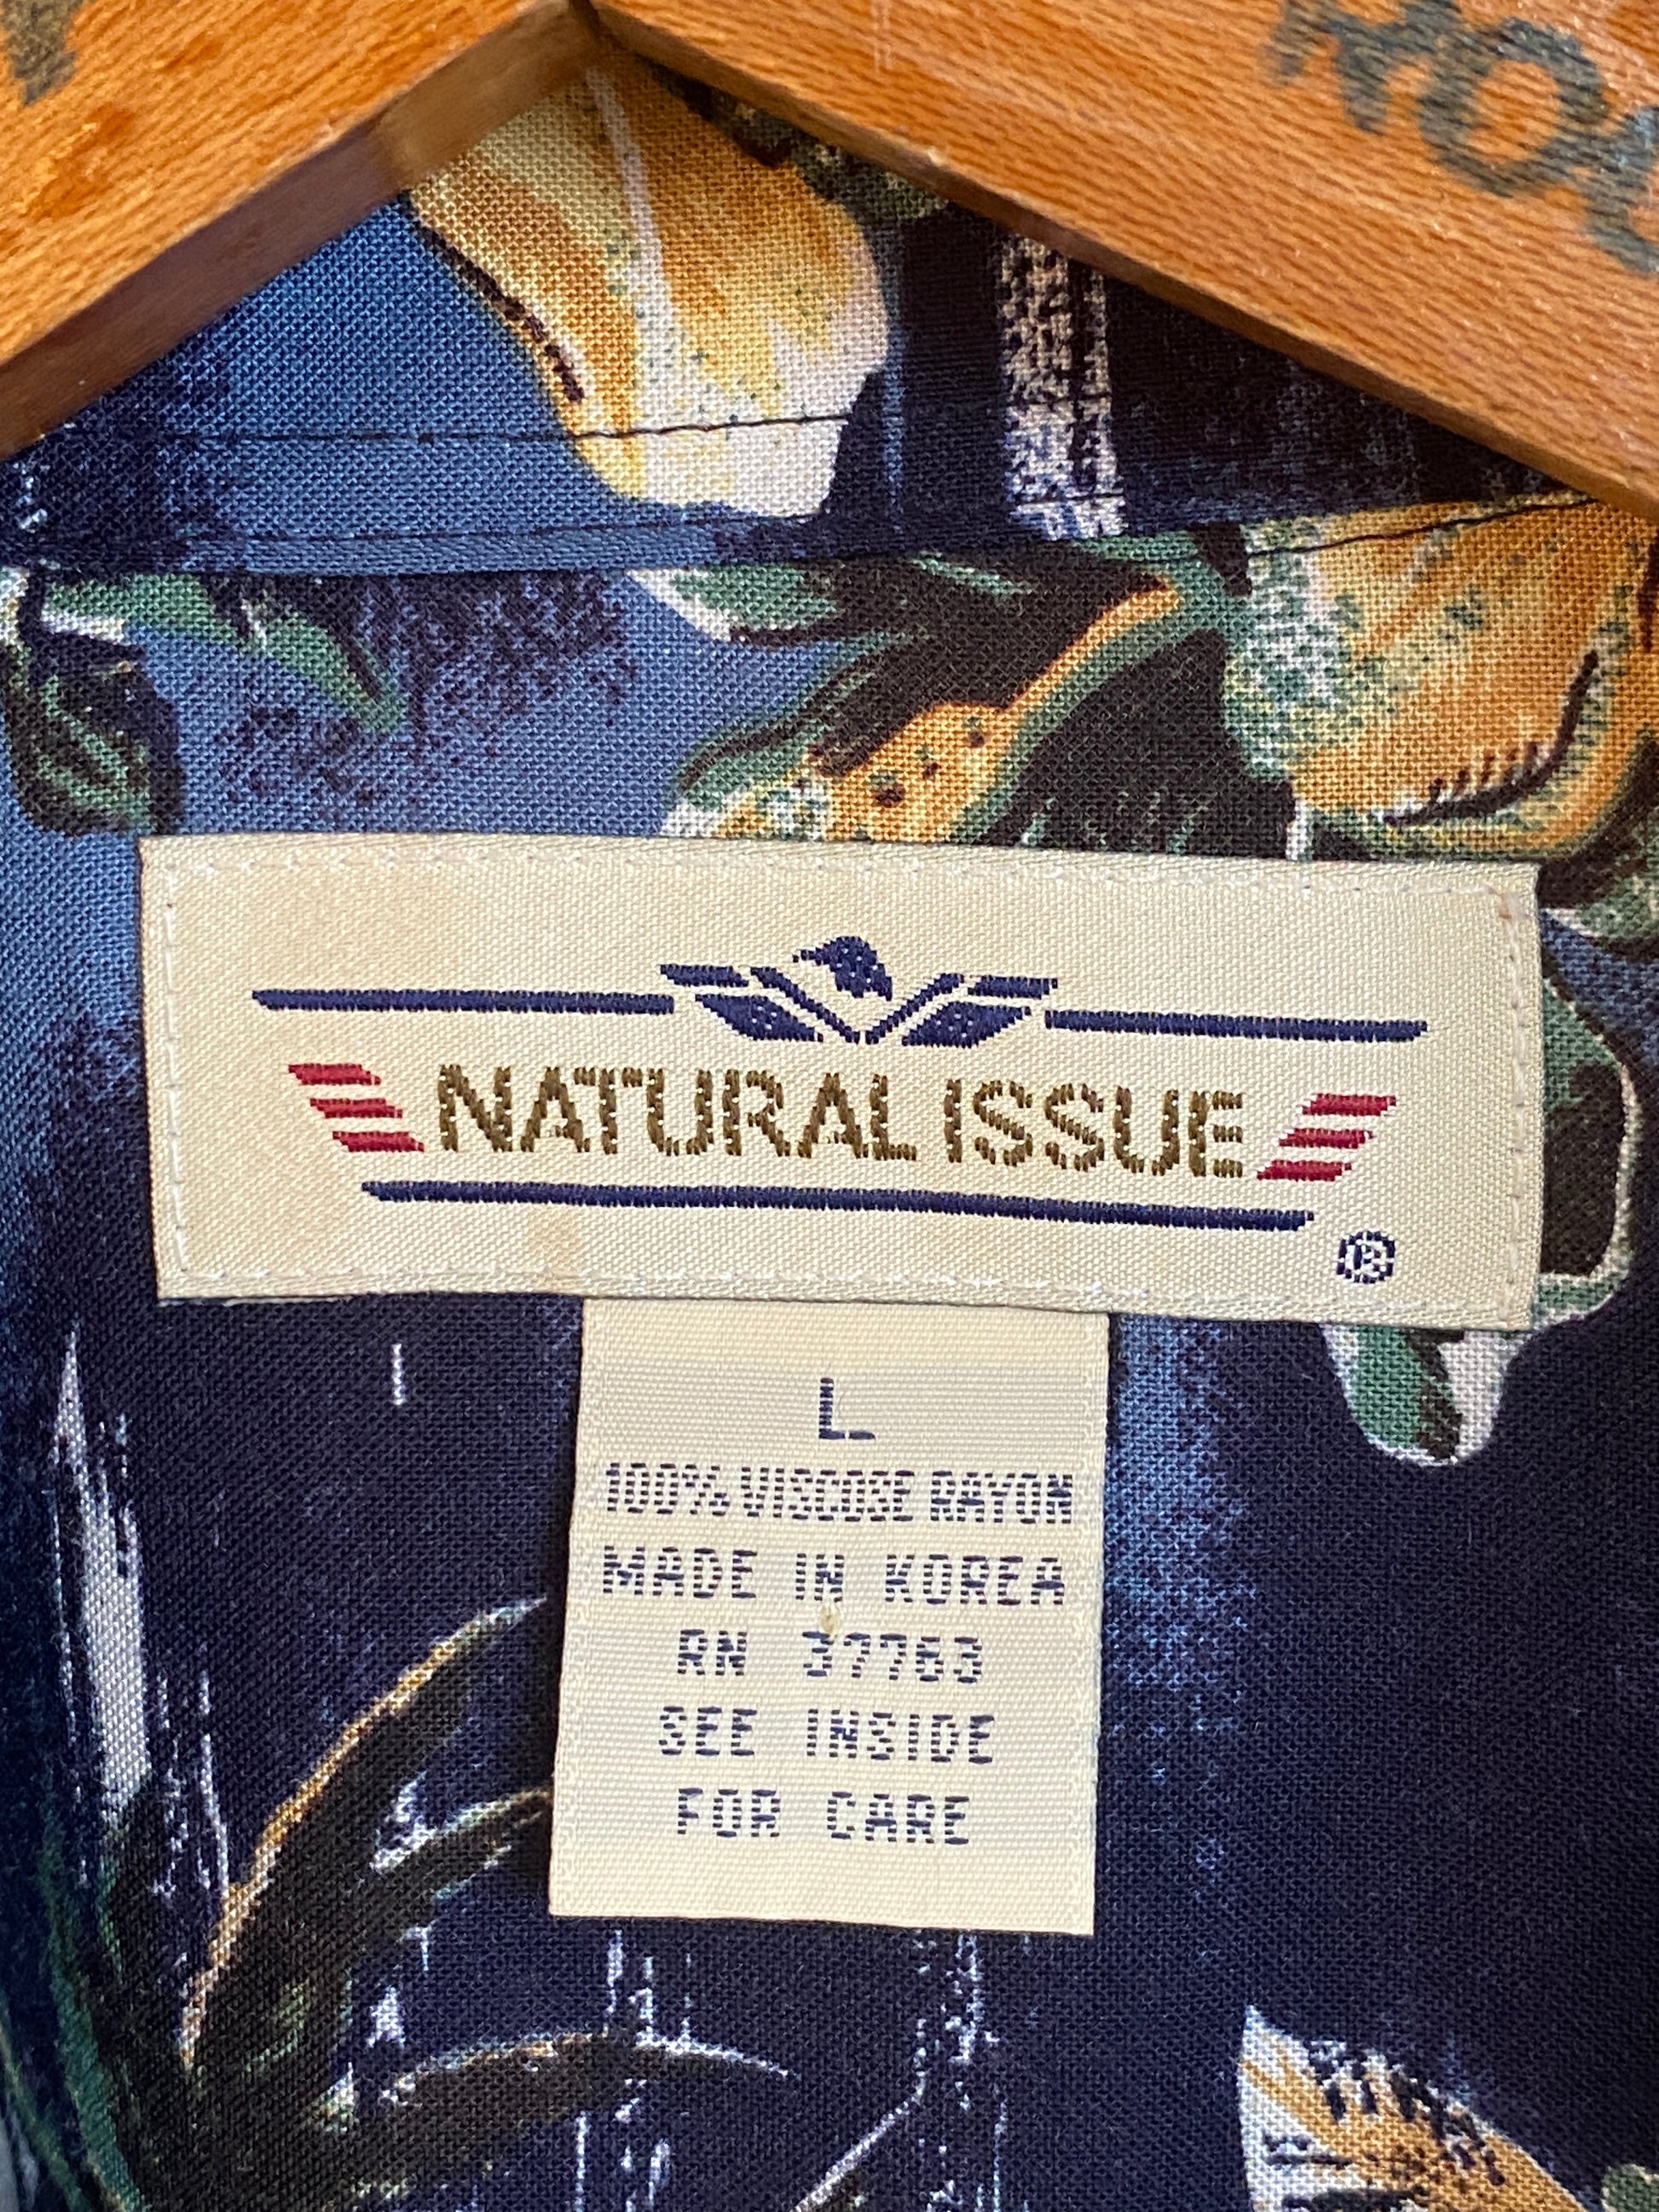 NATURAL ISSUE
®
L
100% VISCOSE RAYON
MADE IN KOREA
RN 37763
SEE INSIDE
FOR CARE